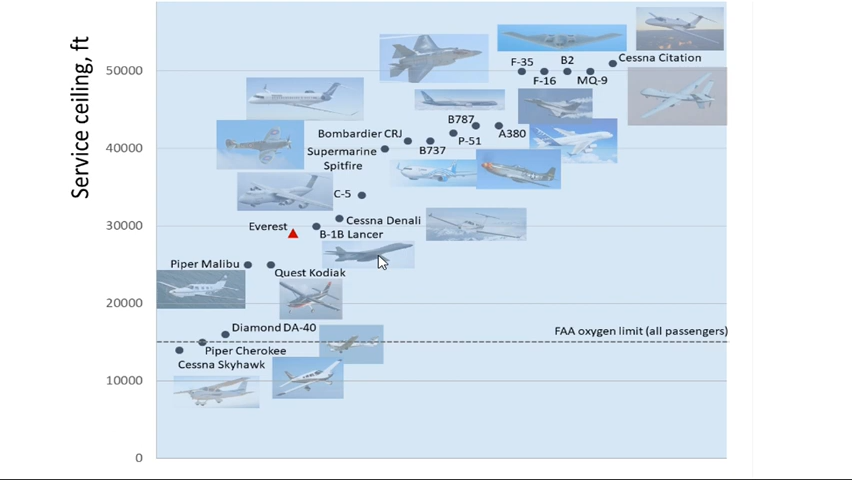 Service ceiling, ft
50000
40000
30000
20000
10000
0
F-35
B2
Cessna Citation
F-16
MQ-9
B787
Bombardier CRJ
A380
P-51
B737
Supermarine
Spitfire
C-5
Everest
Cessna Denali
B-1B Lancer
Piper Malibu
Quest Kodiak
Diamond DA-40
FAA oxygen limit (all passengers)
Piper Cherokee
Cessna Skyhawk